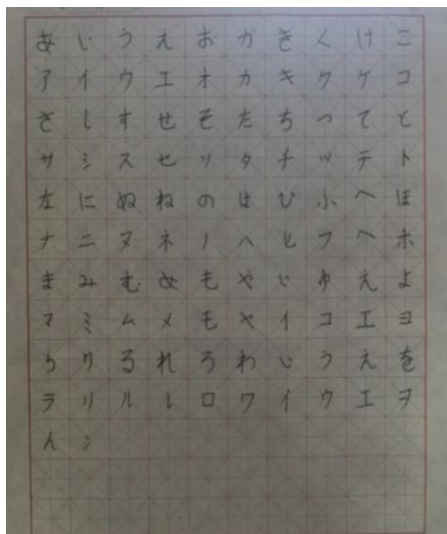 あ い う え お か き く け こ
ア イ ウ エ オ カ キ ク ケ コ
さ し す せ そ た ち つ て と
サ シ ス セ ソ タ チ ツ テ ト
な に ぬ ね の は ひ ふ へ ほ
ナ ニ ヌ ネ ノ ハ ヒ フ ヘ ホ
ま み む め も や い ゆ え よ
マ ミ ム メ モ ヤ イ コ エ ヨ
ら り る れ ろ わ い う え を
ラ リ ル レ ロ ワ イ ウ エ ヲ
ん ン